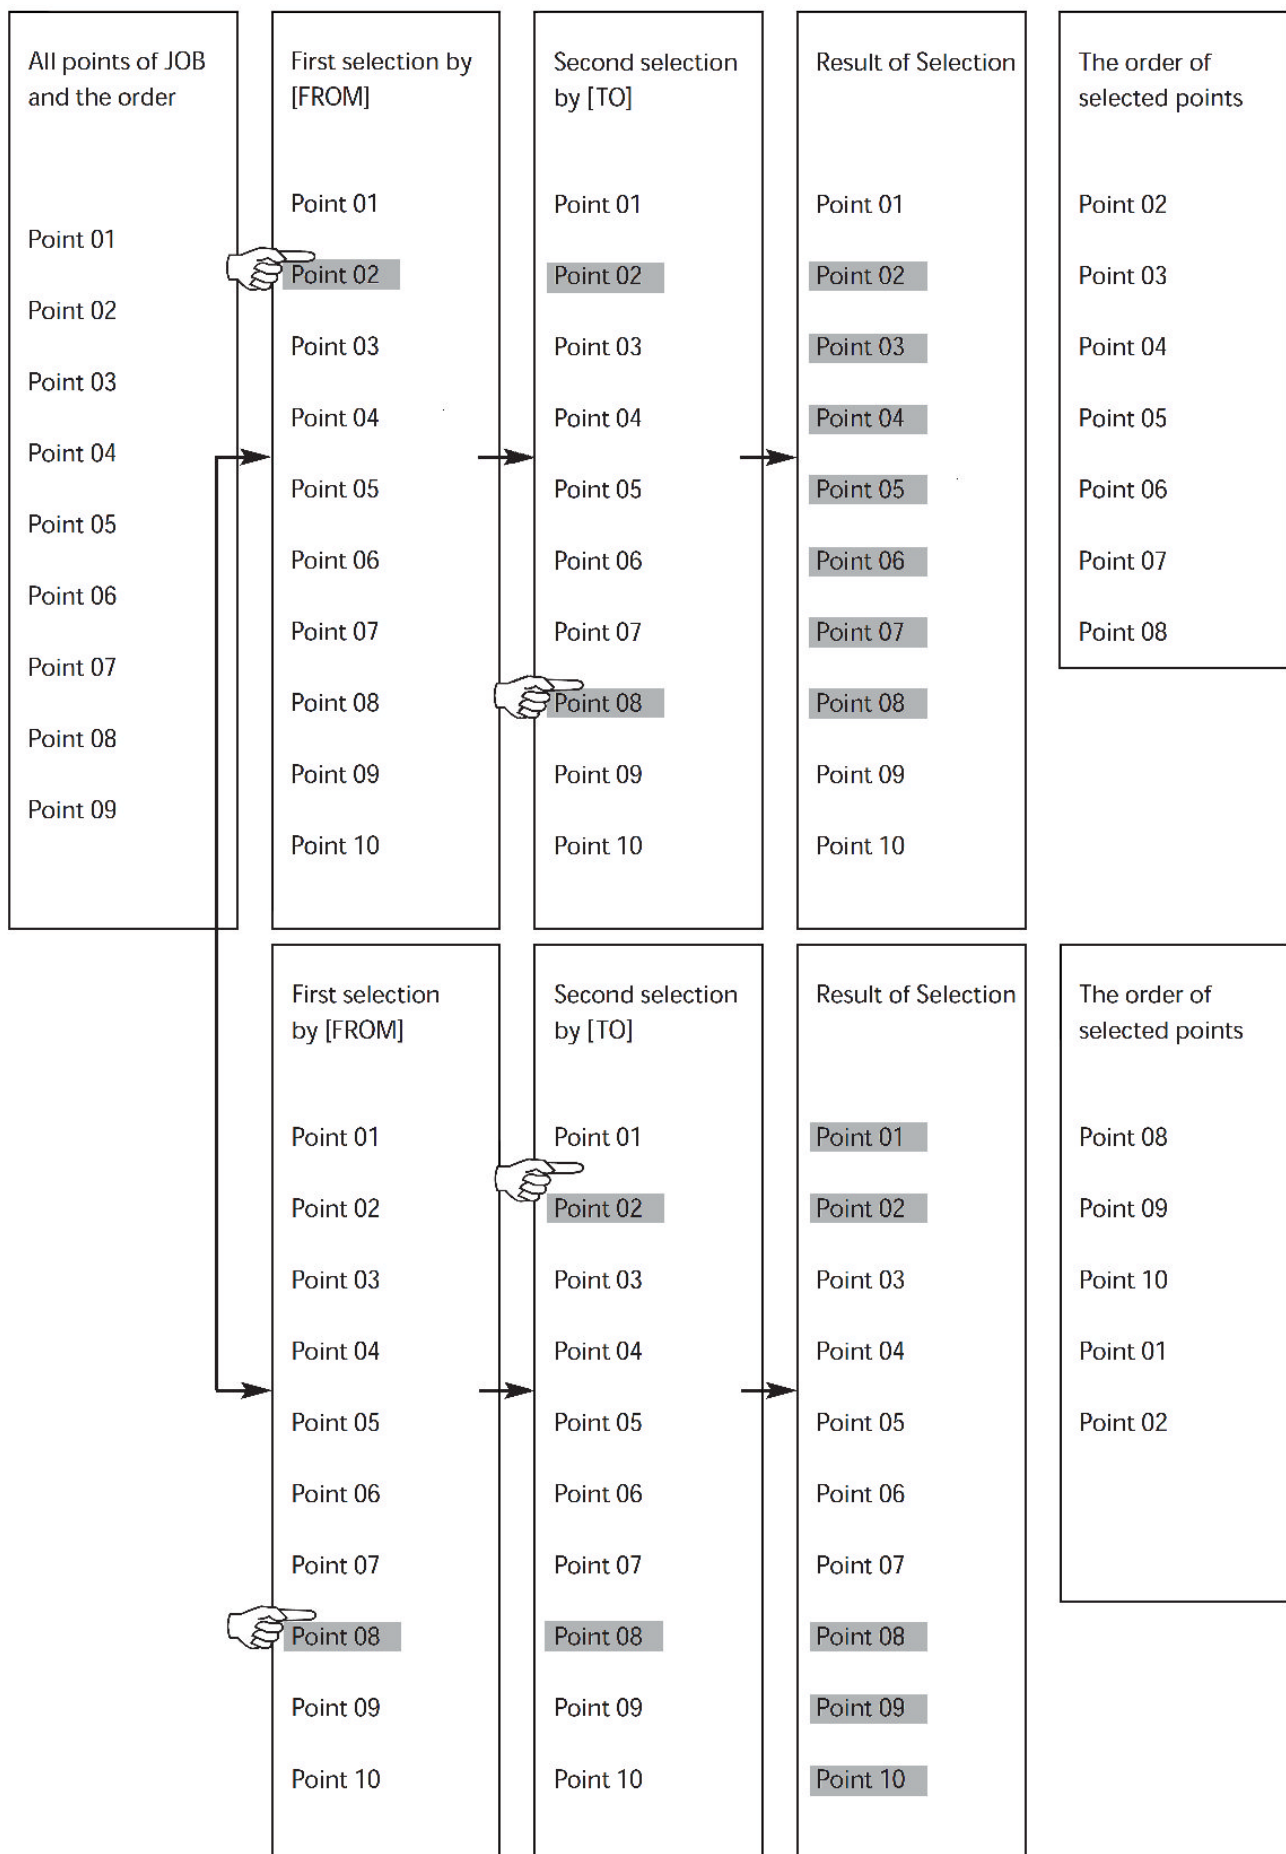 All points of JOB
and the order
Point 01
Point 02
Point 03
Point 04
Point 05
Point 06
Point 07
Point 08
Point 09
First selection by
[FROM]
Point 01
Point 02
Point 03
Point 04
Point 05
Point 06
Point 07
Point 08
Point 09
Point 10
Second selection
by [TO]
Point 01
Point 02
Point 03
Point 04
Point 05
Point 06
Point 07
Point 08
Point 09
Point 10
Result of Selection
Point 01
Point 02
Point 03
Point 04
Point 05
Point 06
Point 07
Point 08
Point 09
Point 10
The order of
selected points
Point 02
Point 03
Point 04
Point 05
Point 06
Point 07
Point 08
First selection
by [FROM]
Point 01
Point 02
Point 03
Point 04
Point 05
Point 06
Point 07
Point 08
Point 09
Point 10
Second selection
by [TO]
Point 01
Point 02
Point 03
Point 04
Point 05
Point 06
Point 07
Point 08
Point 09
Point 10
Result of Selection
Point 01
Point 02
Point 03
Point 04
Point 05
Point 06
Point 07
Point 08
Point 09
Point 10
The order of
selected points
Point 08
Point 09
Point 10
Point 01
Point 02